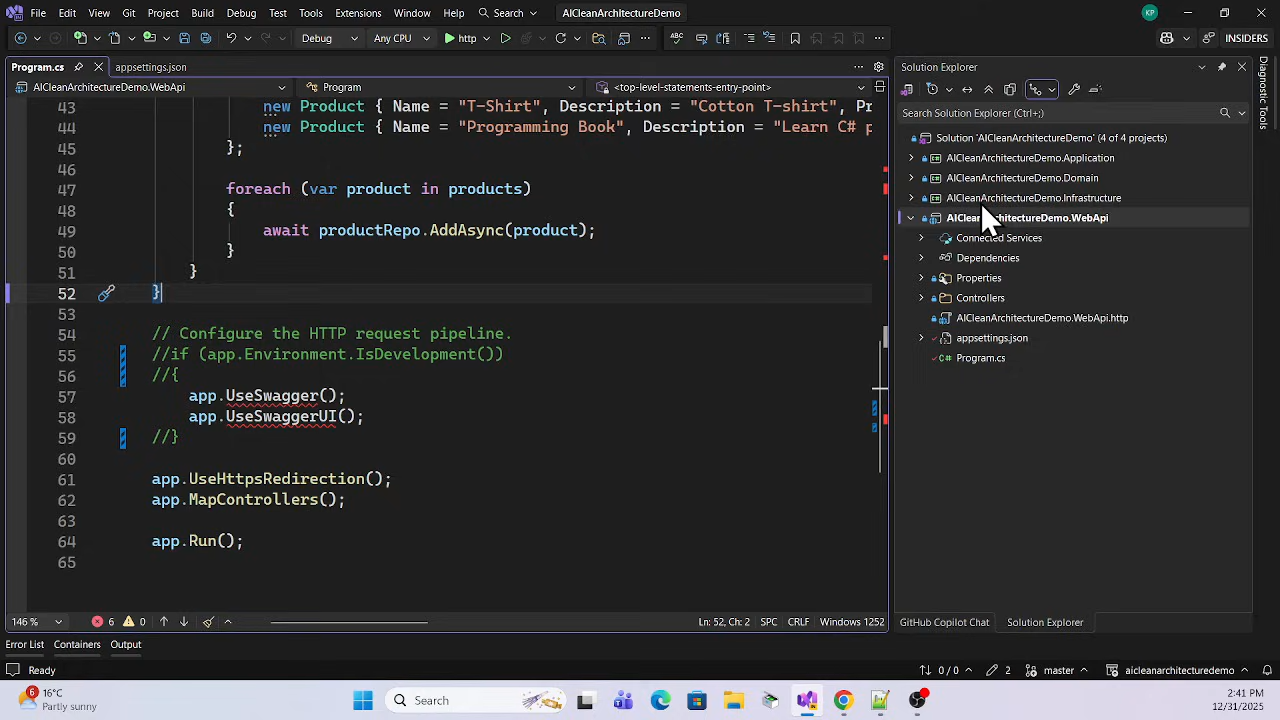 File Edit View Git Project Build Debug Test Tools Extensions Window Help Search AICleanArchitectureDemo KP
Debug Any CPU http INSIDERS
Program.cs appsettings.json
AICleanArchitectureDemo.WebApi Program <top-level-statements-entry-point>
43 new Product { Name = "T-Shirt", Description = "Cotton T-shirt", Pr
44 new Product { Name = "Programming Book", Description = "Learn C# p
45 };
46
47 foreach (var product in products)
48 {
49 await productRepo.AddAsync(product);
50 }
51 }
52 }
53
54 // Configure the HTTP request pipeline.
55 //if (app.Environment.IsDevelopment())
56 //{
57 app.UseSwagger();
58 app.UseSwaggerUI();
59 //}
60
61 app.UseHttpsRedirection();
62 app.MapControllers();
63
64 app.Run();
65
146 % 6 0 Ln: 52, Ch: 2 SPC CRLF Windows 1252
Solution Explorer
Search Solution Explorer (Ctrl+;)
Solution 'AICleanArchitectureDemo' (4 of 4 projects)
AICleanArchitectureDemo.Application
AICleanArchitectureDemo.Domain
AICleanArchitectureDemo.Infrastructure
AICleanArchitectureDemo.WebApi
Connected Services
Dependencies
Properties
Controllers
AICleanArchitectureDemo.WebApi.http
appsettings.json
C# Program.cs
GitHub Copilot Chat Solution Explorer
Diagnostic Tools
Error List Containers Output
Ready 0 / 0 2 master aicleanarchitecturedemo
6 16°C
Partly sunny
Search
2:41 PM
12/31/2025